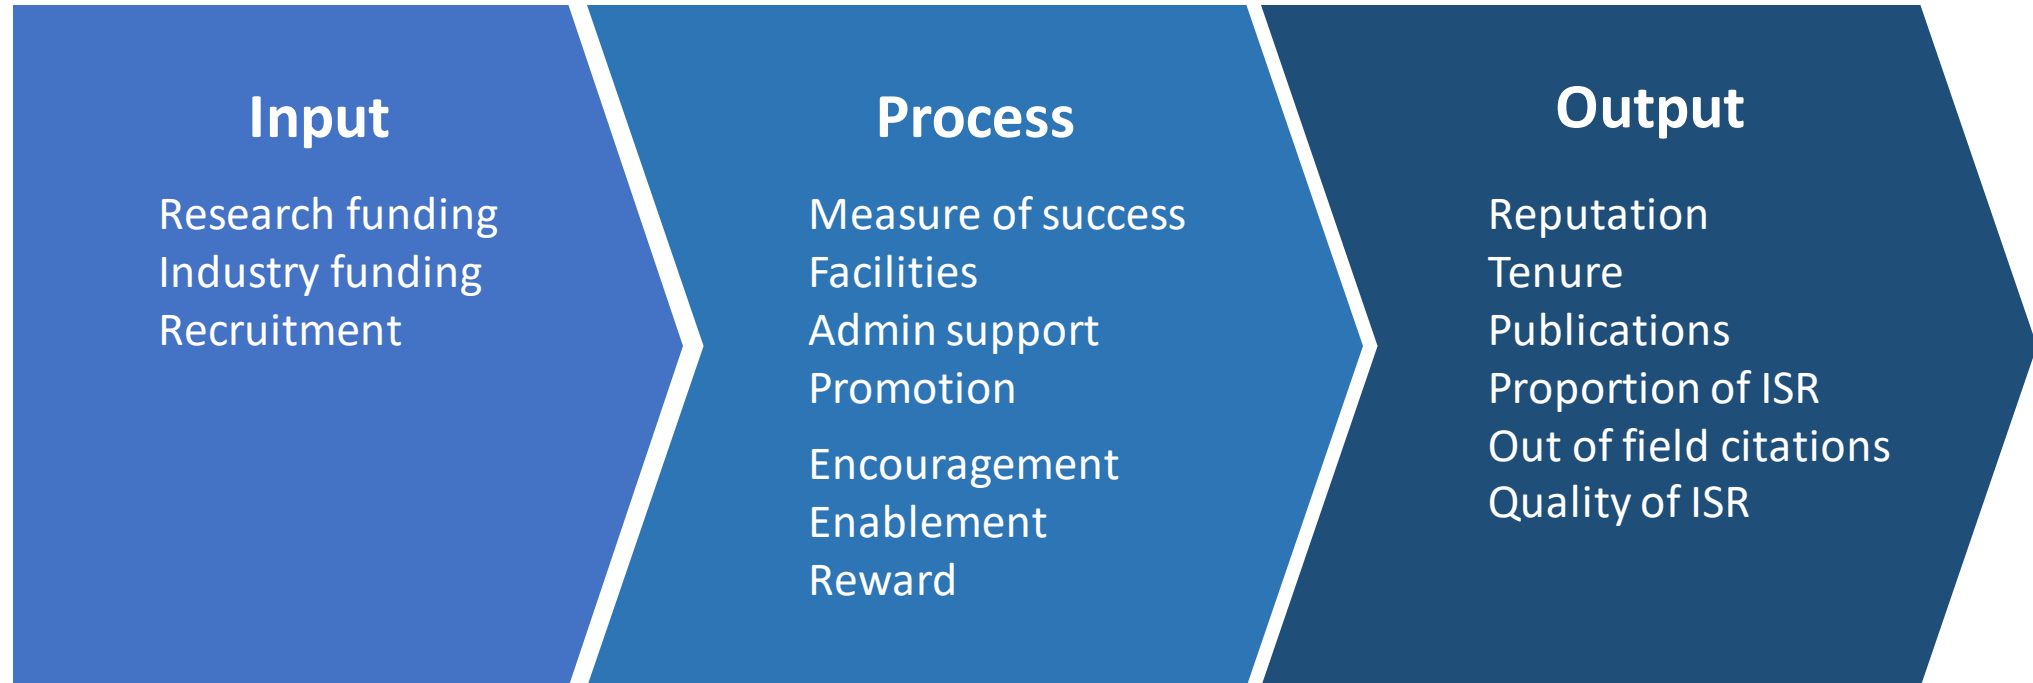 Input
Research funding
Industry funding
Recruitment
Process
Measure of success
Facilities
Admin support
Promotion
Encouragement
Enablement
Reward
Output
Reputation
Tenure
Publications
Proportion of ISR
Out of field citations
Quality of ISR